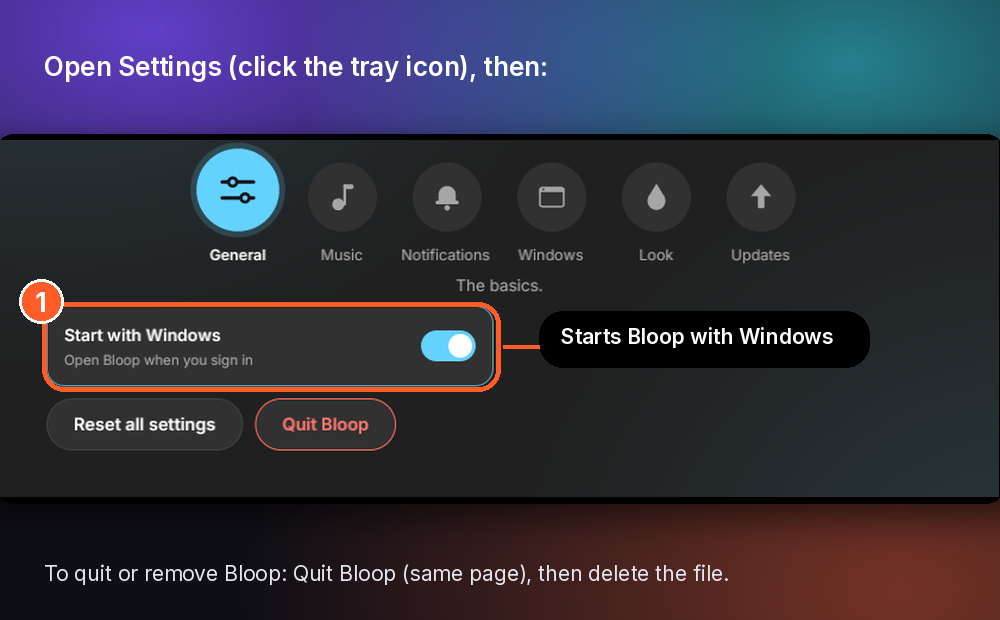 Open Settings (click the tray icon), then:
General Music Notifications Windows Look Updates
The basics.
1
Start with Windows
Open Bloop when you sign in
Starts Bloop with Windows
Reset all settings Quit Bloop
To quit or remove Bloop: Quit Bloop (same page), then delete the file.